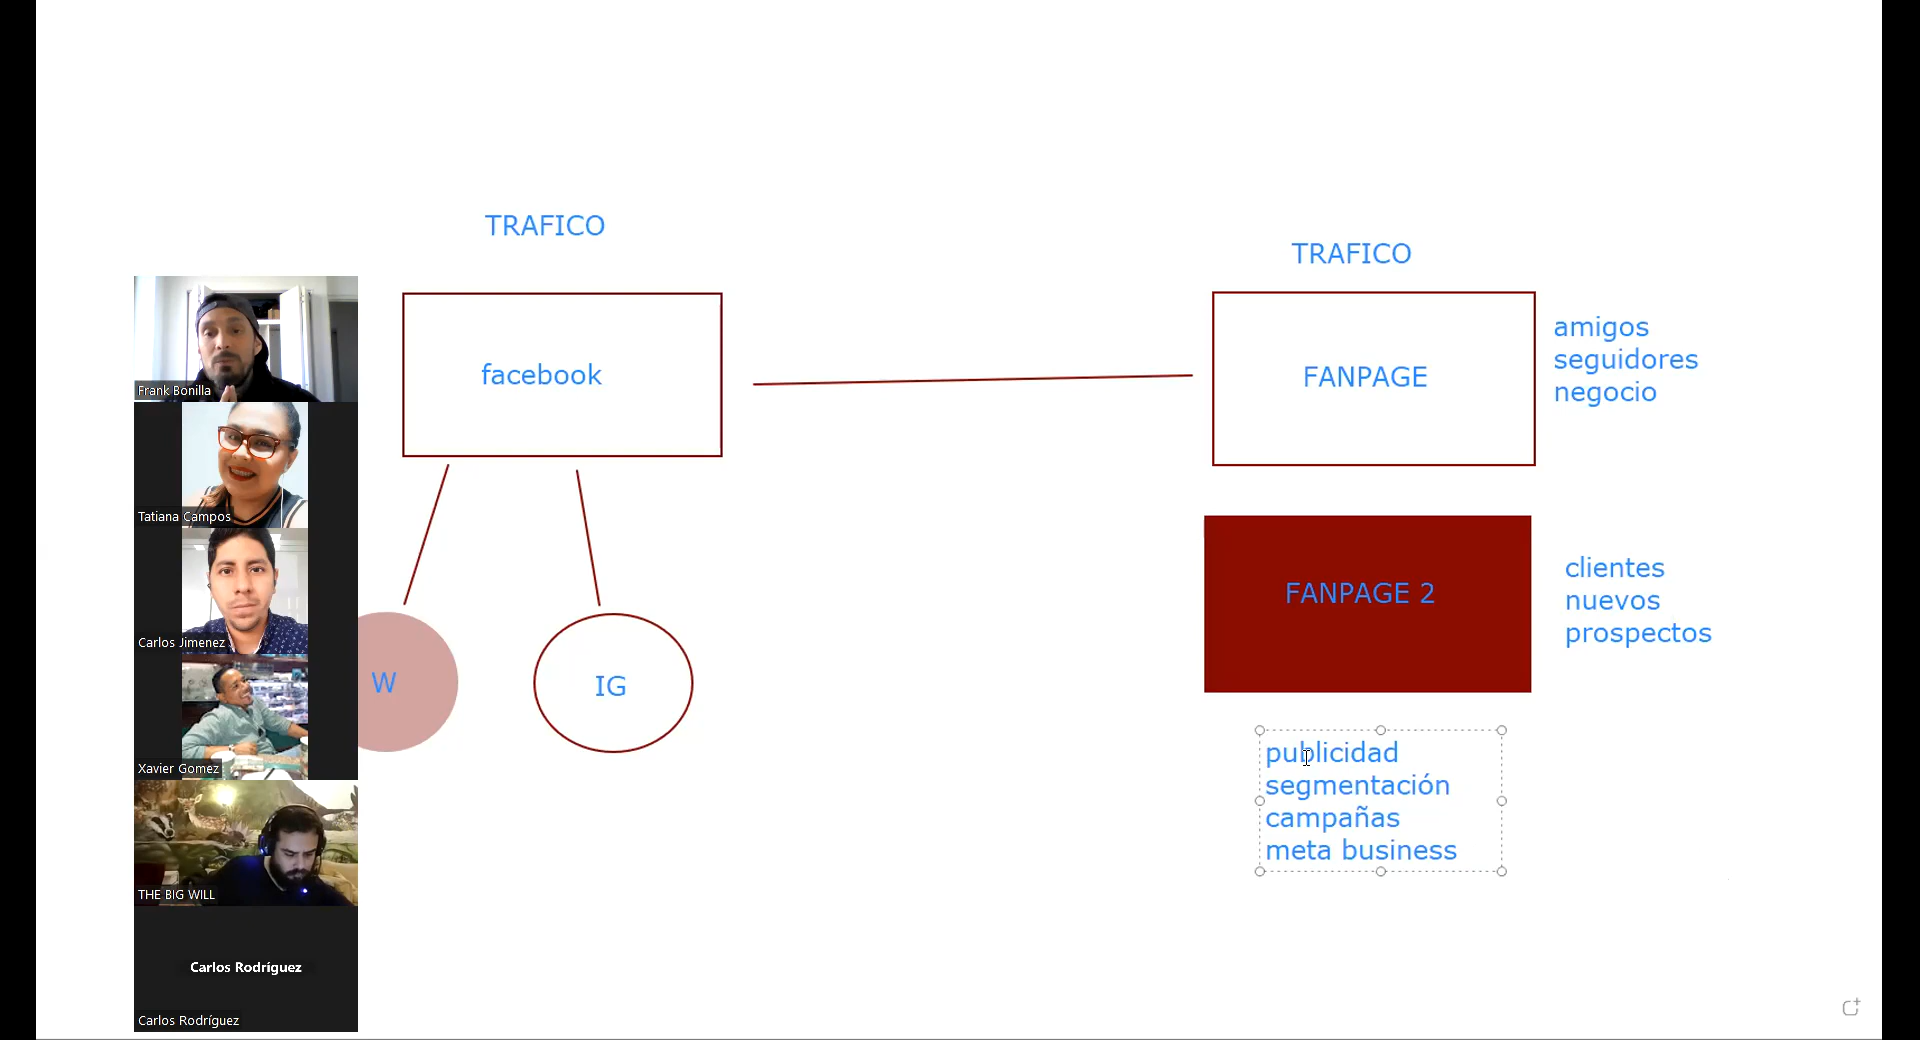 TRAFICO
TRAFICO
facebook
FANPAGE
amigos
seguidores
negocio
FANPAGE 2
clientes
nuevos
prospectos
W
IG
publicidad
segmentación
campañas
meta business
Frank Bonilla
Tatiana Campos
Carlos Jimenez
Xavier Gomez
THE BIG WILL
Carlos Rodríguez
Carlos Rodríguez